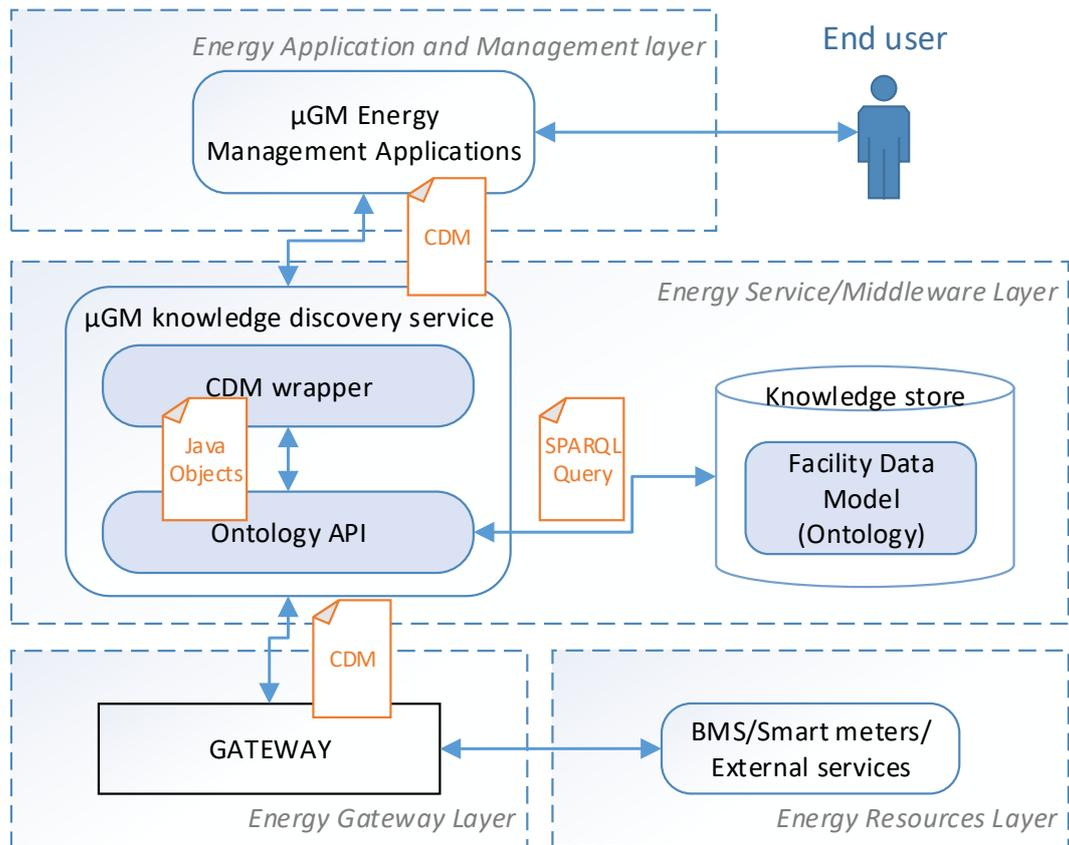 Energy Application and Management layer
End user
µGM Energy
Management Applications
CDM
Energy Service/Middleware Layer
µGM knowledge discovery service
CDM wrapper
Java
Objects
Ontology API
SPARQL
Query
Knowledge store
Facility Data
Model
(Ontology)
CDM
GATEWAY
Energy Gateway Layer
BMS/Smart meters/
External services
Energy Resources Layer